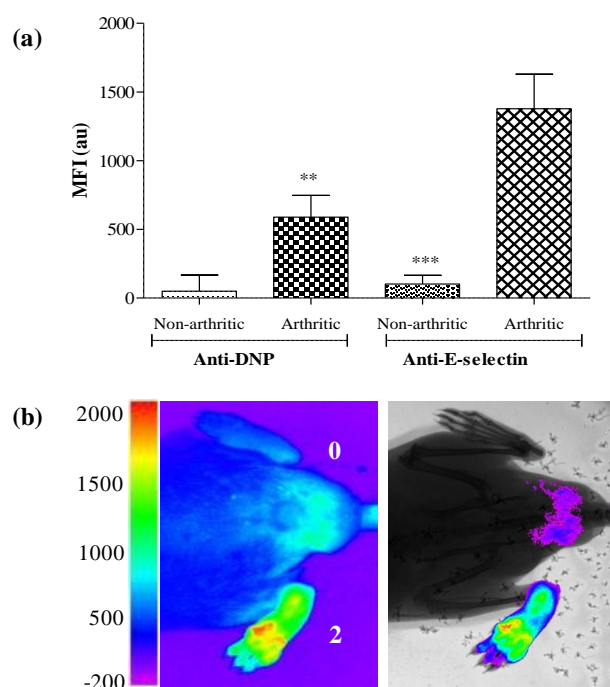 (a)
MFI (au)
2000
1500
1000
500
0
**
***
Non-arthritic Arthritic Non-arthritic Arthritic
Anti-DNP Anti-E-selectin
(b)
2000
1500
1000
500
-200
0
2